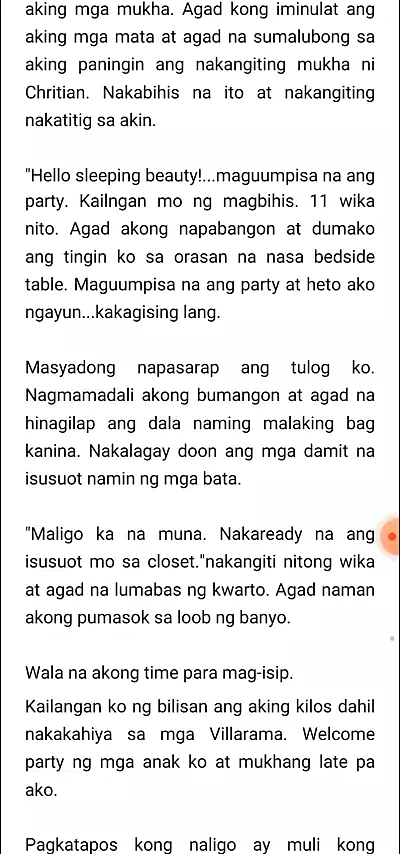 aking mga mukha. Agad kong iminulat ang
aking mga mata at agad na sumalubong sa
aking paningin ang nakangiting mukha ni
Chritian. Nakabihis na ito at nakangiting
nakatitig sa akin.
"Hello sleeping beauty!...maguumpisa na ang
party. Kailngan mo ng magbihis. 11 wika
nito. Agad akong napabangon at dumako
ang tingin ko sa orasan na nasa bedside
table. Maguumpisa na ang party at heto ako
ngayun...kakagising lang.
Masyadong napasarap ang tulog ko.
Nagmamadali akong bumangon at agad na
hinagilap ang dala naming malaking bag
kanina. Nakalagay doon ang mga damit na
isusuot namin ng mga bata.
"Maligo ka na muna. Nakaready na ang
isusuot mo sa closet."nakangiti nitong wika
at agad na lumabas ng kwarto. Agad naman
akong pumasok sa loob ng banyo.
Wala na akong time para mag-isip.
Kailangan ko ng bilisan ang aking kilos dahil
nakakahiya sa mga Villarama. Welcome
party ng mga anak ko at mukhang late pa
ako.
Pagkatapos kong naligo ay muli kong